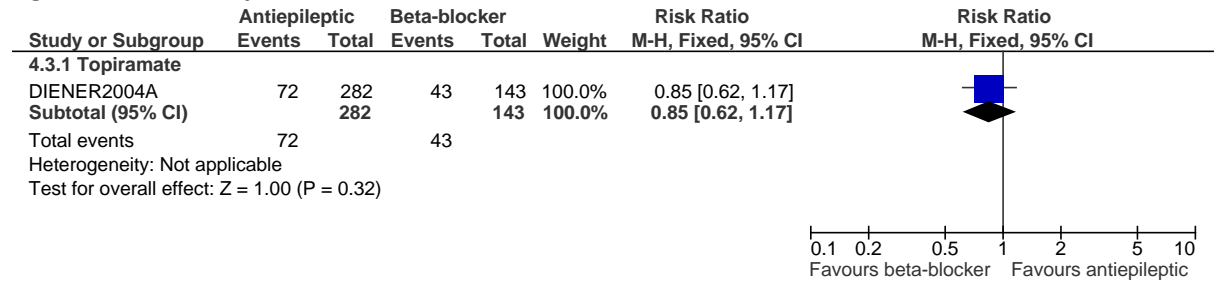 Antiepileptic Beta-blocker Risk Ratio Risk Ratio
Study or Subgroup Events Total Events Total Weight M-H, Fixed, 95% CI M-H, Fixed, 95% CI
4.3.1 Topiramate
DIENER2004A 72 282 43 143 100.0% 0.85 [0.62, 1.17]
Subtotal (95% CI) 282 143 100.0% 0.85 [0.62, 1.17]
Total events 72 43
Heterogeneity: Not applicable
Test for overall effect: Z = 1.00 (P = 0.32)
0.1 0.2 0.5 1 2 5 10
Favours beta-blocker Favours antiepileptic